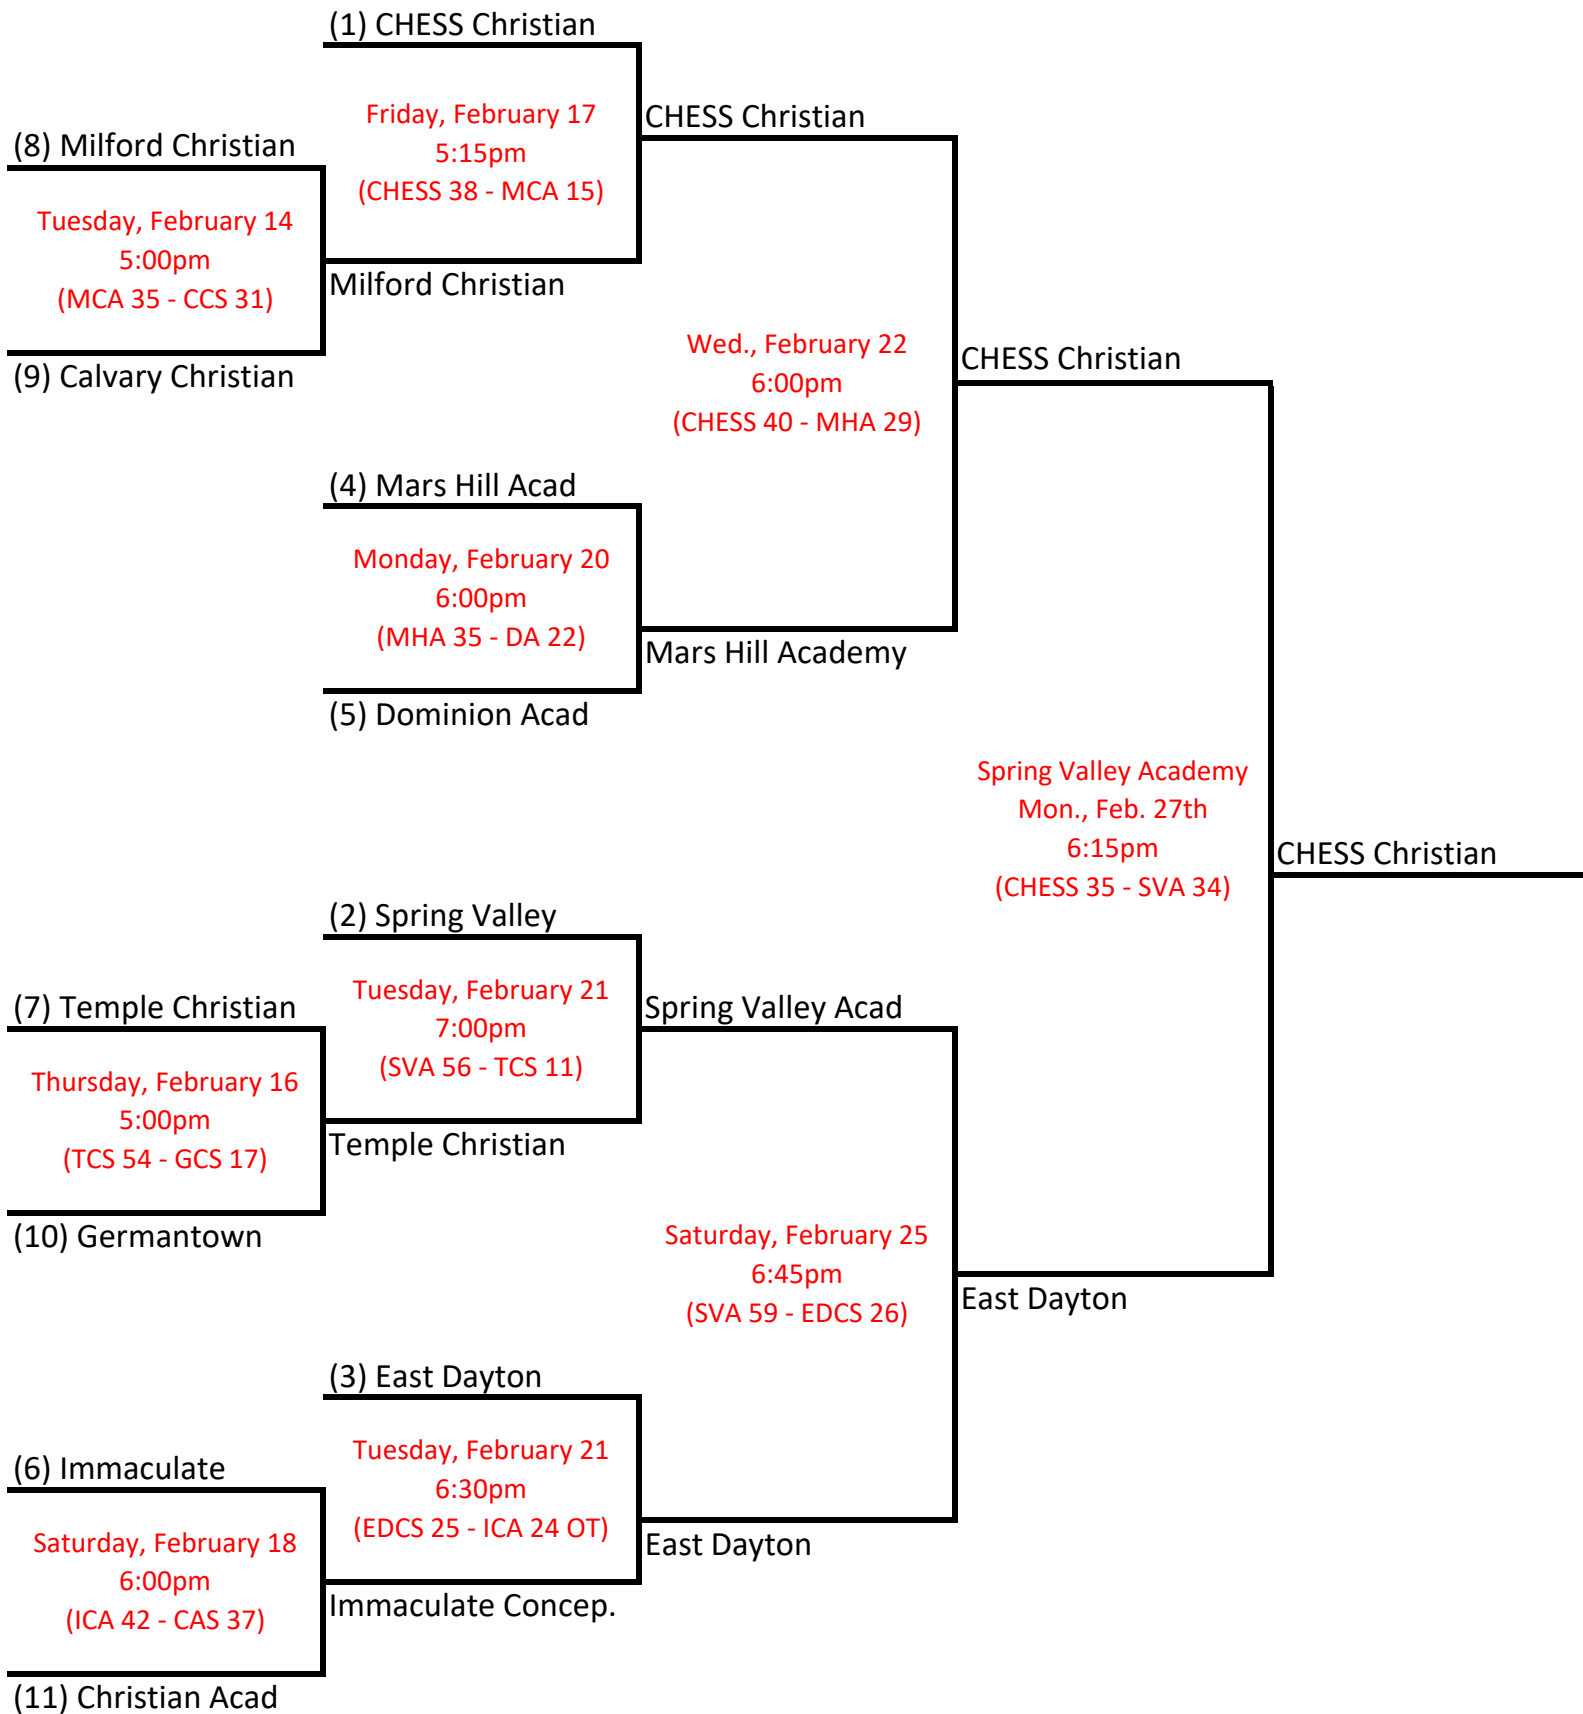 (1) CHESS Christian
Friday, February 17
5:15pm
(CHESS 38 - MCA 15)
CHESS Christian
(8) Milford Christian
Tuesday, February 14
5:00pm
(MCA 35 - CCS 31)
Milford Christian
(9) Calvary Christian
Wed., February 22
6:00pm
(CHESS 40 - MHA 29)
CHESS Christian
(4) Mars Hill Acad
Monday, February 20
6:00pm
(MHA 35 - DA 22)
Mars Hill Academy
(5) Dominion Acad
Spring Valley Academy
Mon., Feb. 27th
6:15pm
(CHESS 35 - SVA 34)
CHESS Christian
(2) Spring Valley
Tuesday, February 21
7:00pm
(SVA 56 - TCS 11)
Spring Valley Acad
(7) Temple Christian
Thursday, February 16
5:00pm
(TCS 54 - GCS 17)
Temple Christian
(10) Germantown
Saturday, February 25
6:45pm
(SVA 59 - EDCS 26)
East Dayton
(3) East Dayton
Tuesday, February 21
6:30pm
(EDCS 25 - ICA 24 OT)
East Dayton
(6) Immaculate
Saturday, February 18
6:00pm
(ICA 42 - CAS 37)
Immaculate Concep.
(11) Christian Acad